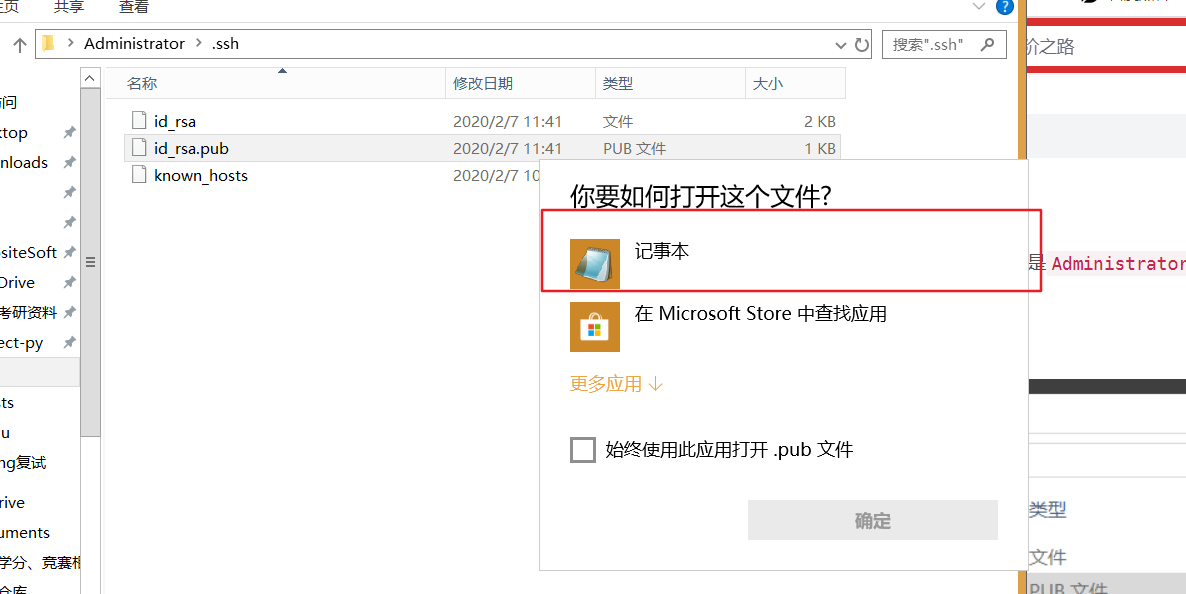 主页 共享 查看
Administrator > .ssh
搜索".ssh"
阶之路
名称 修改日期 类型 大小
访问
id_rsa 2020/2/7 11:41 文件 2 KB
ktop
id_rsa.pub 2020/2/7 11:41 PUB 文件 1 KB
nloads
known_hosts 2020/2/7 10
你要如何打开这个文件?
记事本
siteSoft
是 Administrator
Drive
考研资料
在 Microsoft Store 中查找应用
ect-py
更多应用
ts
u
始终使用此应用打开 .pub 文件
ng复试
rive
类型
确定
uments
文件
学分、竞赛相
仓库
PUB 文件